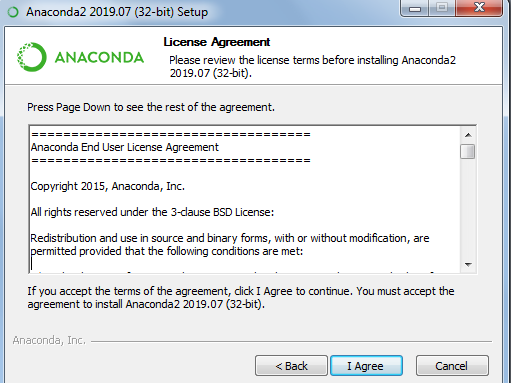 Anaconda2 2019.07 (32-bit) Setup
ANACONDA
License Agreement
Please review the license terms before installing Anaconda2
2019.07 (32-bit).
Press Page Down to see the rest of the agreement.
====================================
Anaconda End User License Agreement
====================================
Copyright 2015, Anaconda, Inc.
All rights reserved under the 3-clause BSD License:
Redistribution and use in source and binary forms, with or without modification, are
permitted provided that the following conditions are met:
If you accept the terms of the agreement, click I Agree to continue. You must accept the
agreement to install Anaconda2 2019.07 (32-bit).
Anaconda, Inc.
< Back
I Agree
Cancel